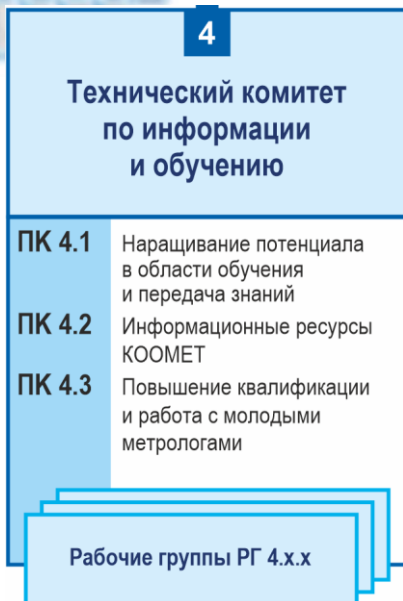 4
Технический комитет
по информации
и обучению
ПК 4.1 Наращивание потенциала
в области обучения
и передача знаний
ПК 4.2 Информационные ресурсы
КООМЕТ
ПК 4.3 Повышение квалификации
и работа с молодыми
метрологами
Рабочие группы РГ 4.x.x